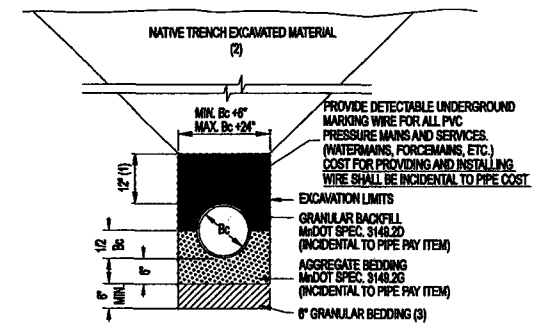 NATIVE TRENCH EXCAVATED MATERIAL
(2)
MIN. Bc +6"
MAX. Bc +24"
PROVIDE DETECTABLE UNDERGROUND
MARKING WIRE FOR ALL PVC
PRESSURE MAINS AND SERVICES.
(WATERMAINS, FORCEMAINS, ETC.)
COST FOR PROVIDING AND INSTALLING
WIRE SHALL BE INCIDENTAL TO PIPE COST
12" (1)
EXCAVATION LIMITS
GRANULAR BACKFILL
MnDOT SPEC. 3149.2D
(INCIDENTAL TO PIPE PAY ITEM)
Bc
1/2
Bc
6"
AGGREGATE BEDDING
MnDOT SPEC. 3149.2G
(INCIDENTAL TO PIPE PAY ITEM)
6"
MIN.
6" GRANULAR BEDDING (3)